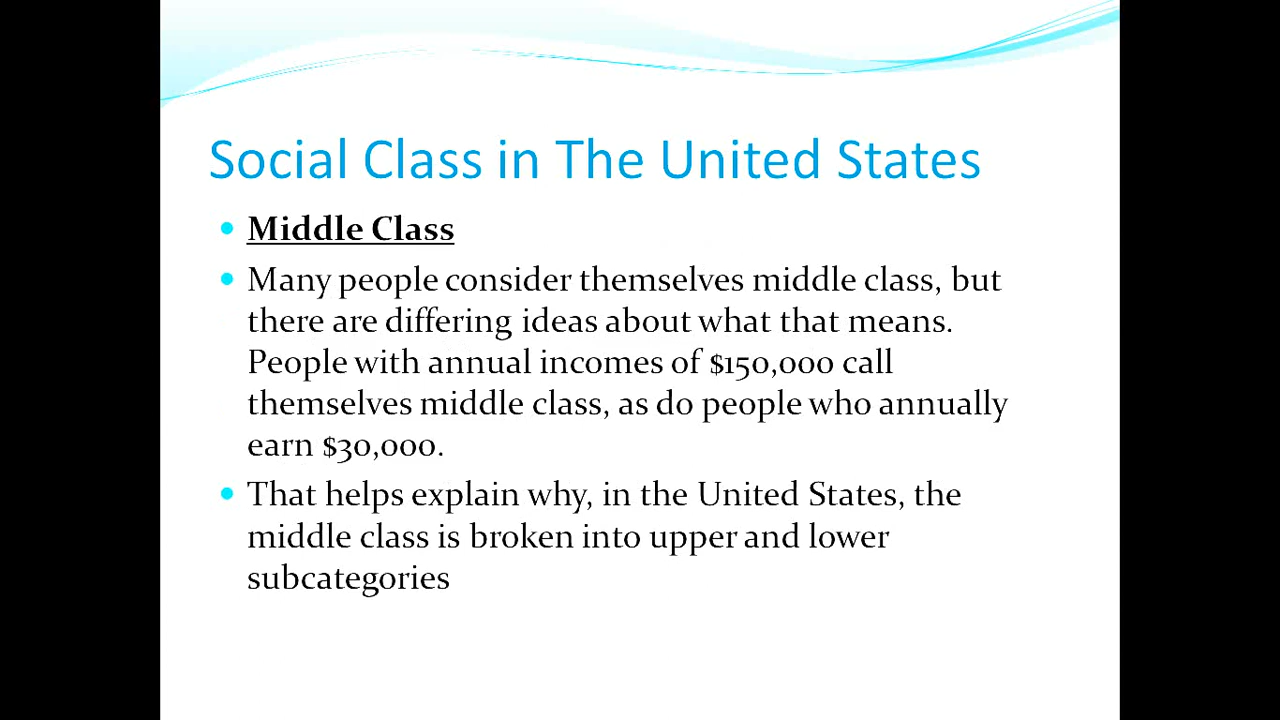 Social Class in The United States
Middle Class
Many people consider themselves middle class, but
there are differing ideas about what that means.
People with annual incomes of $150,000 call
themselves middle class, as do people who annually
earn $30,000.
That helps explain why, in the United States, the
middle class is broken into upper and lower
subcategories